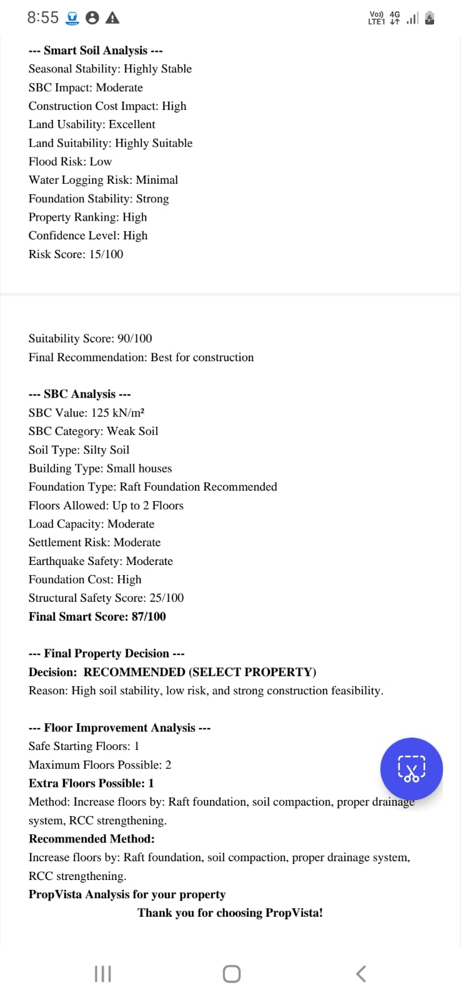 8:55
Vo) 4G
LTE1
--- Smart Soil Analysis ---
Seasonal Stability: Highly Stable
SBC Impact: Moderate
Construction Cost Impact: High
Land Usability: Excellent
Land Suitability: Highly Suitable
Flood Risk: Low
Water Logging Risk: Minimal
Foundation Stability: Strong
Property Ranking: High
Confidence Level: High
Risk Score: 15/100
Suitability Score: 90/100
Final Recommendation: Best for construction
--- SBC Analysis ---
SBC Value: 125 kN/m²
SBC Category: Weak Soil
Soil Type: Silty Soil
Building Type: Small houses
Foundation Type: Raft Foundation Recommended
Floors Allowed: Up to 2 Floors
Load Capacity: Moderate
Settlement Risk: Moderate
Earthquake Safety: Moderate
Foundation Cost: High
Structural Safety Score: 25/100
Final Smart Score: 87/100
--- Final Property Decision ---
Decision:  RECOMMENDED (SELECT PROPERTY)
Reason: High soil stability, low risk, and strong construction feasibility.
--- Floor Improvement Analysis ---
Safe Starting Floors: 1
Maximum Floors Possible: 2
Extra Floors Possible: 1
Method: Increase floors by: Raft foundation, soil compaction, proper drainage
system, RCC strengthening.
Recommended Method:
Increase floors by: Raft foundation, soil compaction, proper drainage system,
RCC strengthening.
PropVista Analysis for your property
Thank you for choosing PropVista!